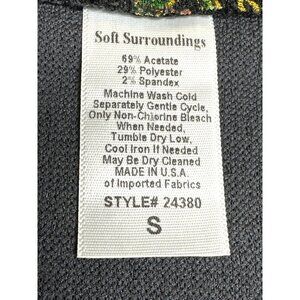 Soft Surroundings
69% Acetate
29% Polyester
2% Spandex
Machine Wash Cold
Separately Gentle Cycle,
Only Non-Chlorine Bleach
When Needed,
Tumble Dry Low,
Cool Iron If Needed
May Be Dry Cleaned
MADE IN U.S.A.
of Imported Fabrics
STYLE# 24380
S